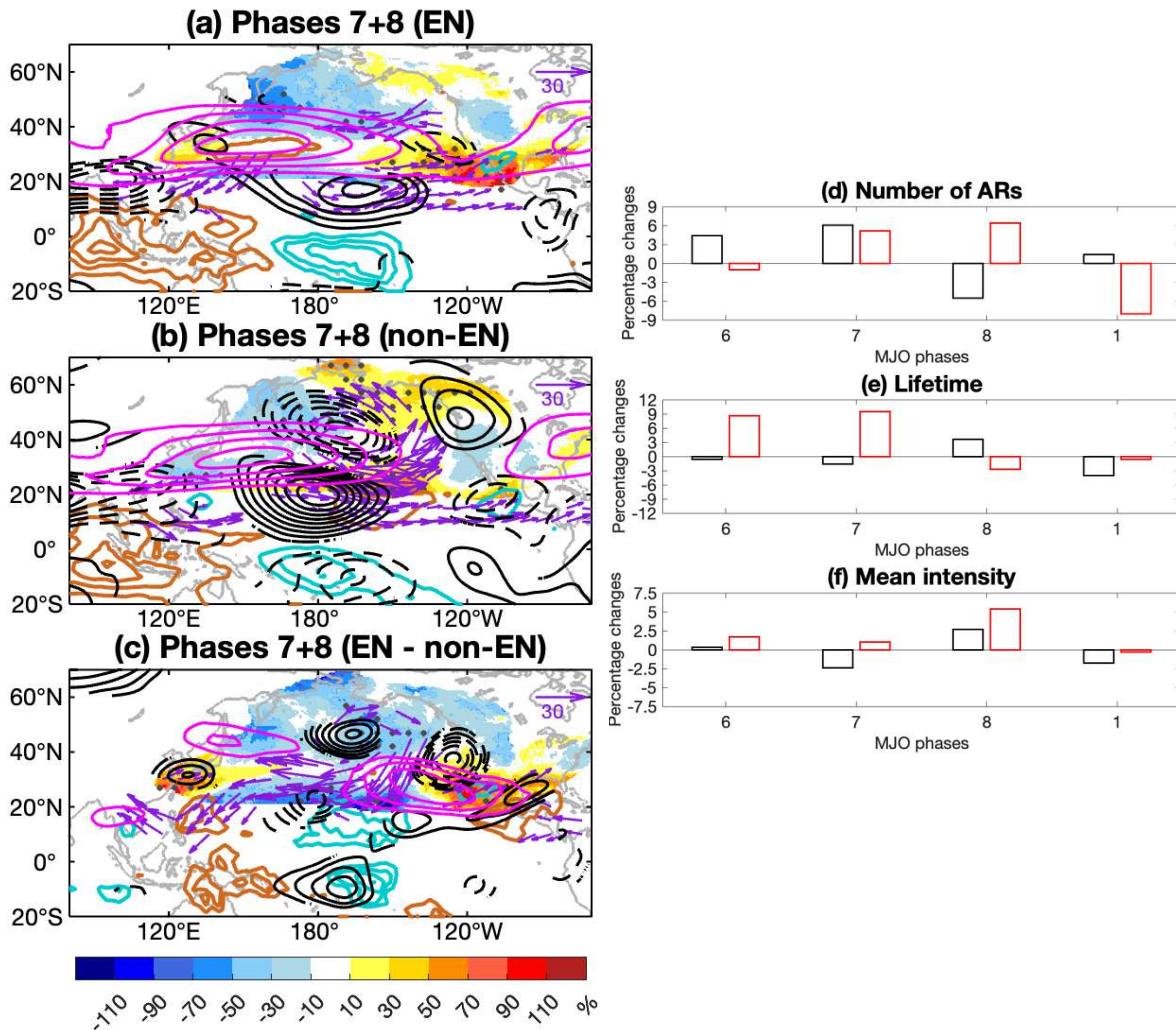 (a) Phases 7+8 (EN)
60°N
40°N
20°N
0°
20°S
30
120°E 180° 120°W
(b) Phases 7+8 (non-EN)
60°N
40°N
20°N
0°
20°S
30
120°E 180° 120°W
(c) Phases 7+8 (EN - non-EN)
60°N
40°N
20°N
0°
20°S
30
120°E 180° 120°W
-110 -90 -70 -50 -30 -10 10 30 50 70 90 110 %
(d) Number of ARs
Percentage changes
9
6
3
0
-3
-6
-9
6 7 8 1
MJO phases
(e) Lifetime
Percentage changes
12
9
6
3
0
-3
-6
-9
-12
6 7 8 1
MJO phases
(f) Mean intensity
Percentage changes
7.5
5
2.5
0
-2.5
-5
-7.5
6 7 8 1
MJO phases